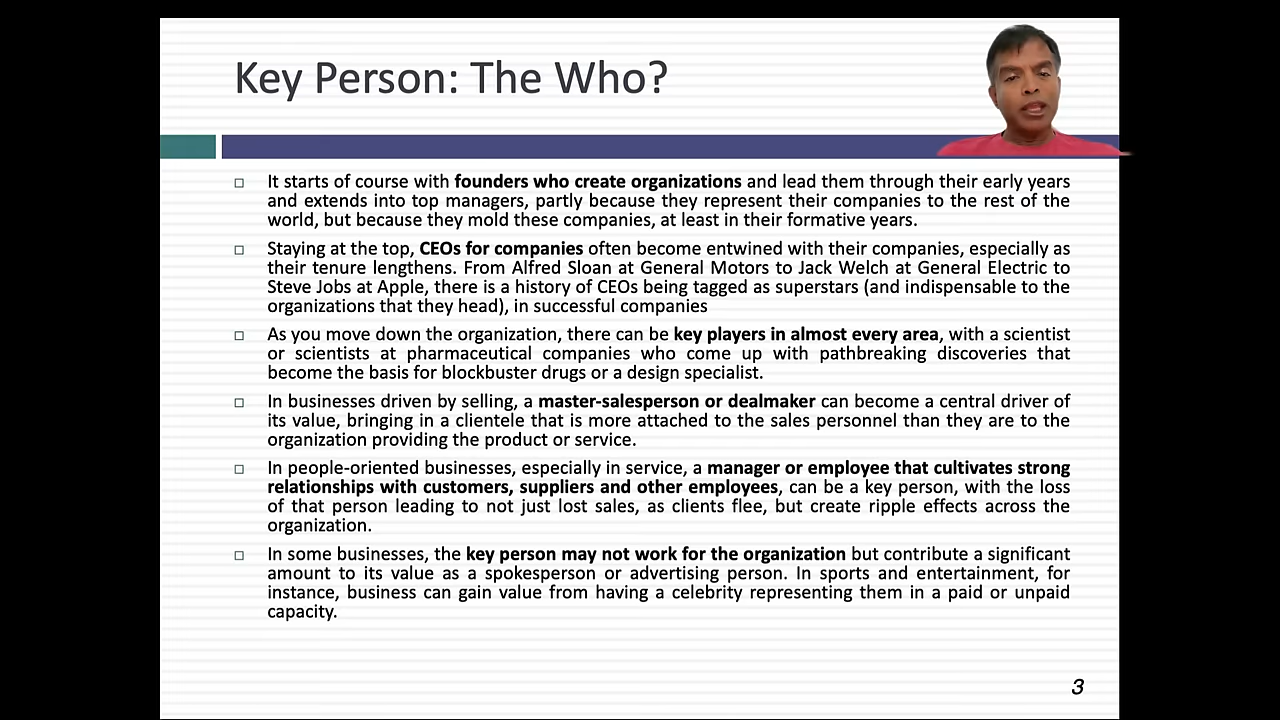 Key Person: The Who?
It starts of course with founders who create organizations and lead them through their early years
and extends into top managers, partly because they represent their companies to the rest of the
world, but because they mold these companies, at least in their formative years.
Staying at the top, CEOs for companies often become entwined with their companies, especially as
their tenure lengthens. From Alfred Sloan at General Motors to Jack Welch at General Electric to
Steve Jobs at Apple, there is a history of CEOs being tagged as superstars (and indispensable to the
organizations that they head), in successful companies
As you move down the organization, there can be key players in almost every area, with a scientist
or scientists at pharmaceutical companies who come up with pathbreaking discoveries that
become the basis for blockbuster drugs or a design specialist.
In businesses driven by selling, a master-salesperson or dealmaker can become a central driver of
its value, bringing in a clientele that is more attached to the sales personnel than they are to the
organization providing the product or service.
In people-oriented businesses, especially in service, a manager or employee that cultivates strong
relationships with customers, suppliers and other employees, can be a key person, with the loss
of that person leading to not just lost sales, as clients flee, but create ripple effects across the
organization.
In some businesses, the key person may not work for the organization but contribute a significant
amount to its value as a spokesperson or advertising person. In sports and entertainment, for
instance, business can gain value from having a celebrity representing them in a paid or unpaid
capacity.
3